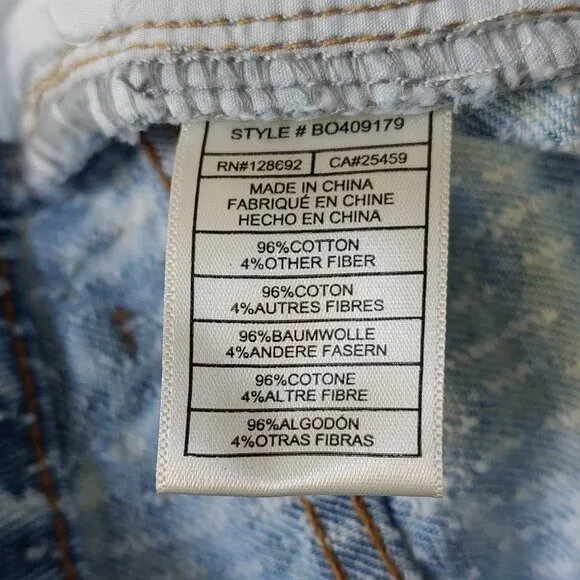 STYLE # BO409179
RN#128692 CA#25459
MADE IN CHINA
FABRIQUÉ EN CHINE
HECHO EN CHINA
96%COTTON
4%OTHER FIBER
96%COTON
4%AUTRES FIBRES
96%BAUMWOLLE
4%ANDERE FASERN
96%COTONE
4%ALTRE FIBRE
96%ALGODÓN
4%OTRAS FIBRAS